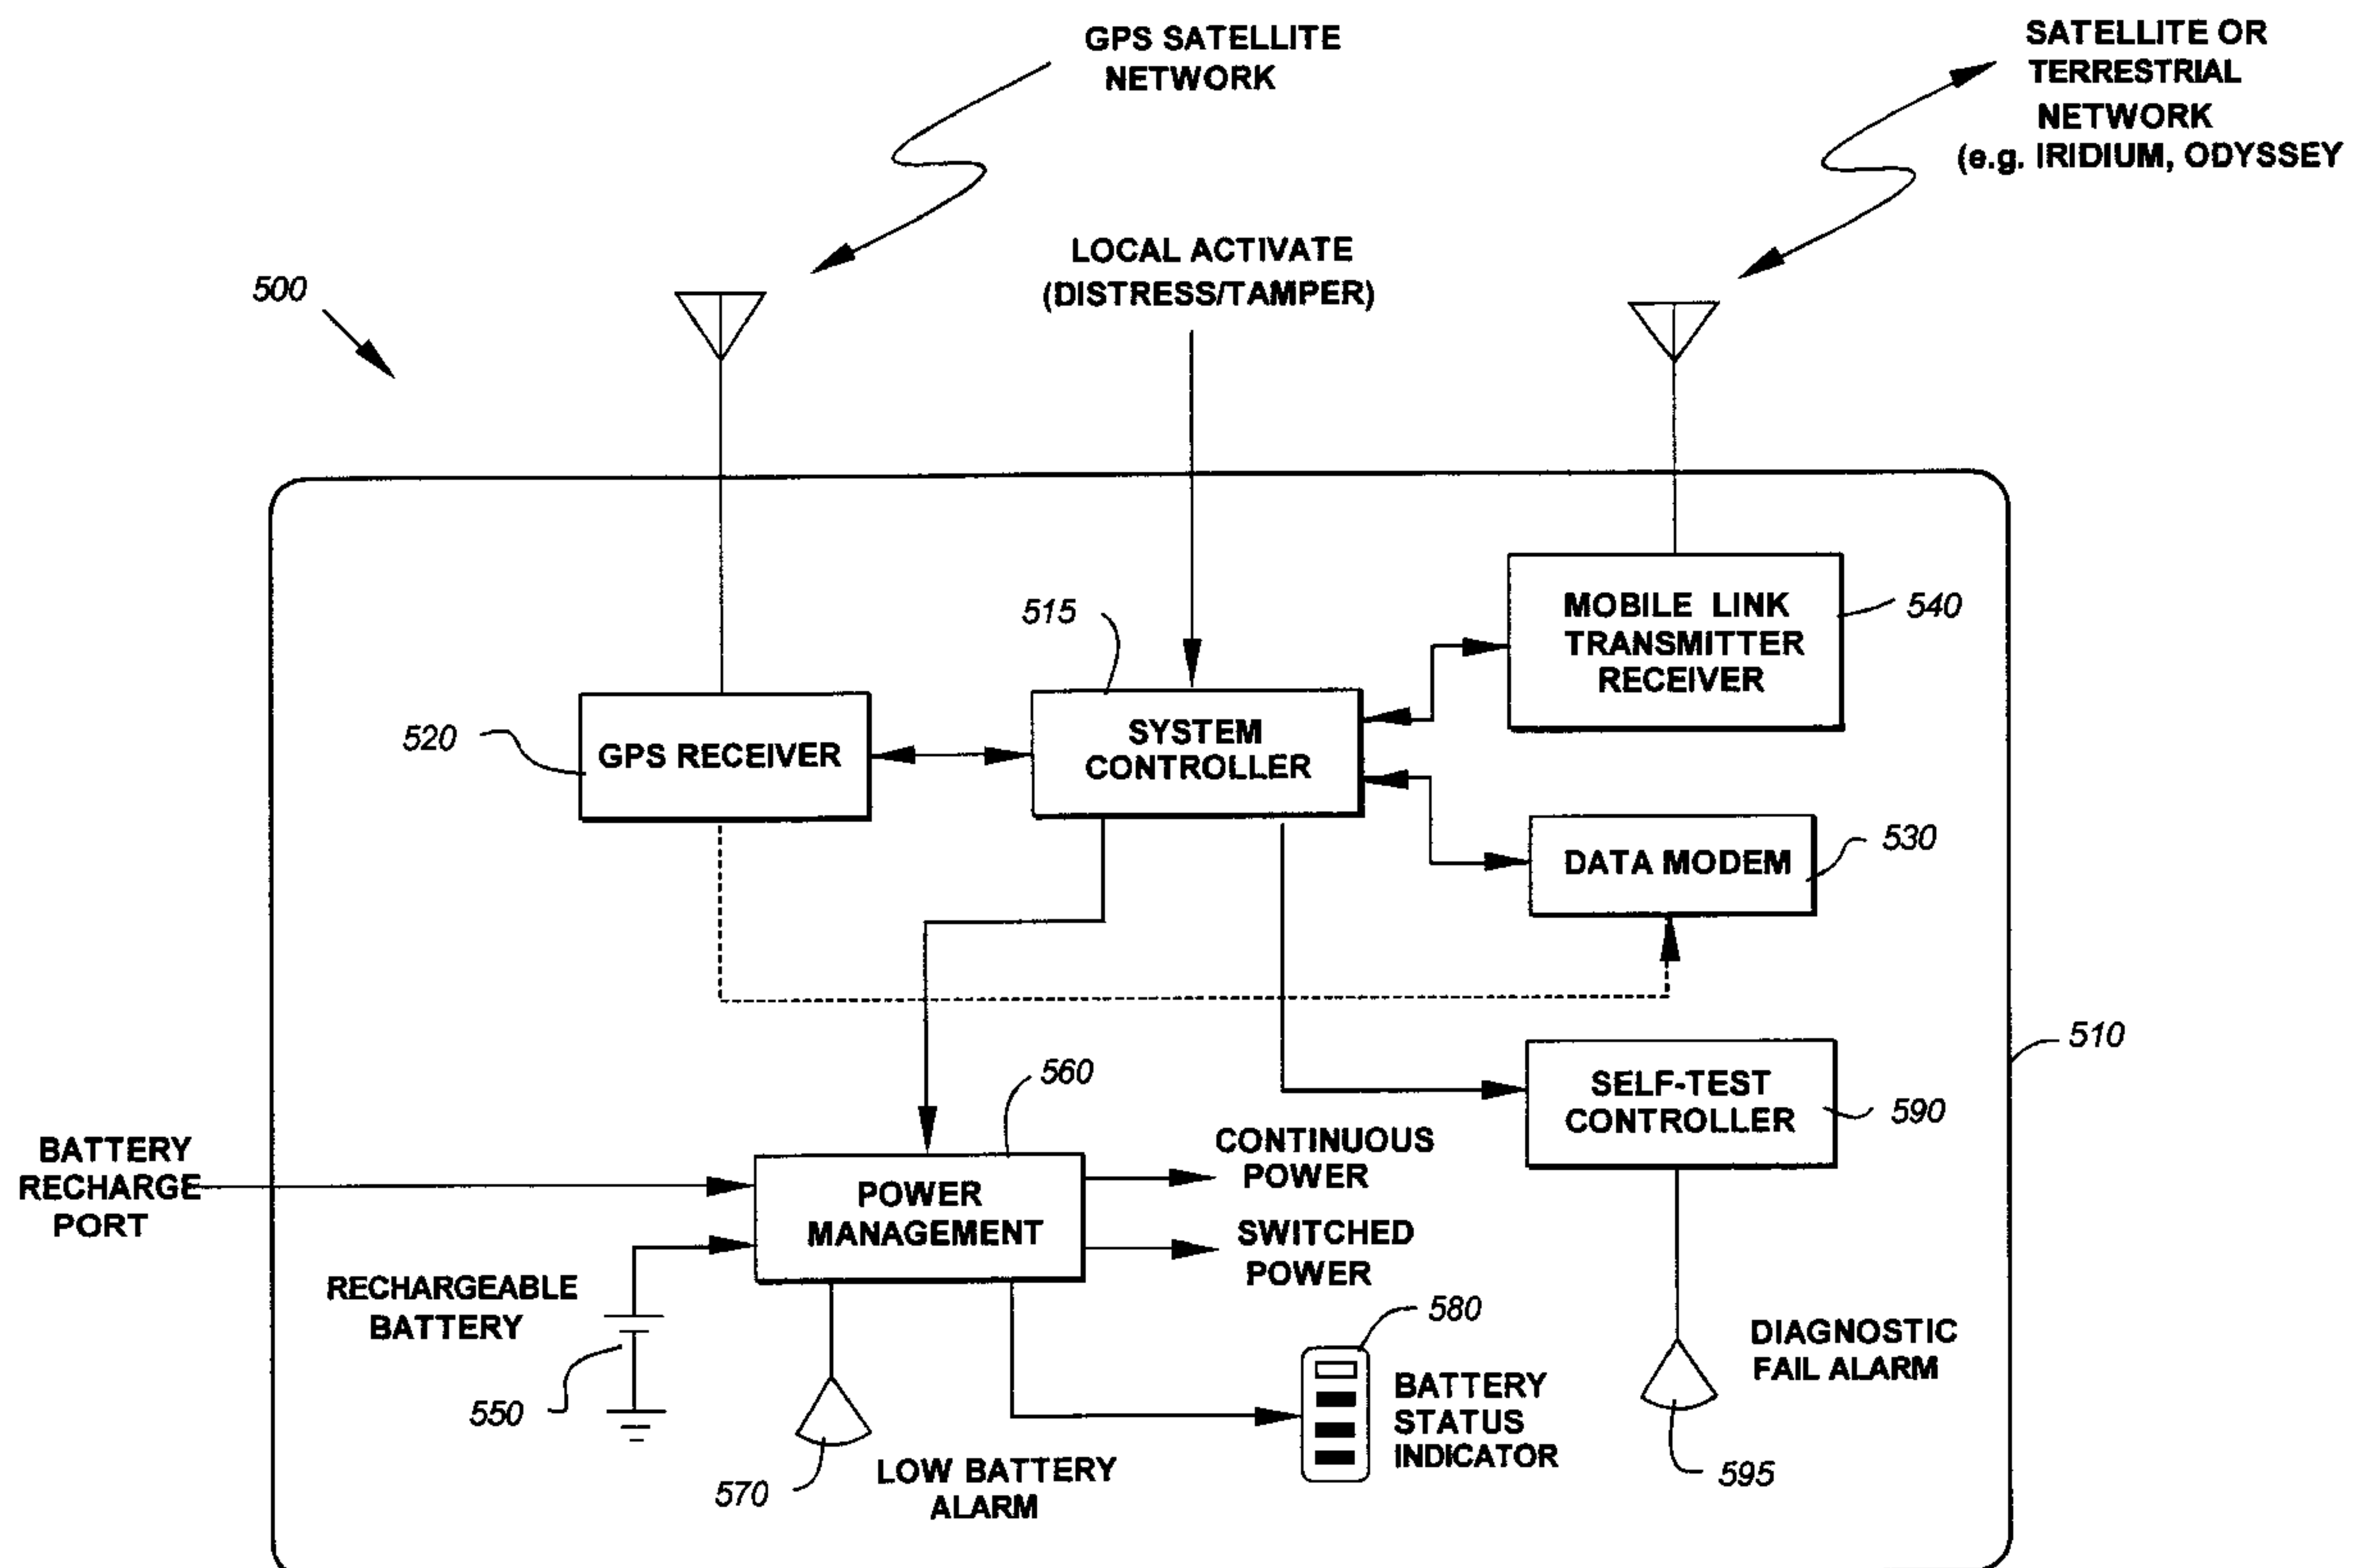 GPS SATELLITE
NETWORK
SATELLITE OR
TERRESTRIAL
NETWORK
(e.g. IRIDIUM, ODYSSEY
LOCAL ACTIVATE
(DISTRESS/TAMPER)
500
515
MOBILE LINK
TRANSMITTER
RECEIVER
540
520
GPS RECEIVER
SYSTEM
CONTROLLER
DATA MODEM
530
510
560
SELF-TEST
CONTROLLER
590
BATTERY
RECHARGE
PORT
POWER
MANAGEMENT
CONTINUOUS
POWER
SWITCHED
POWER
RECHARGEABLE
BATTERY
550
580
BATTERY
STATUS
INDICATOR
DIAGNOSTIC
FAIL ALARM
595
570
LOW BATTERY
ALARM